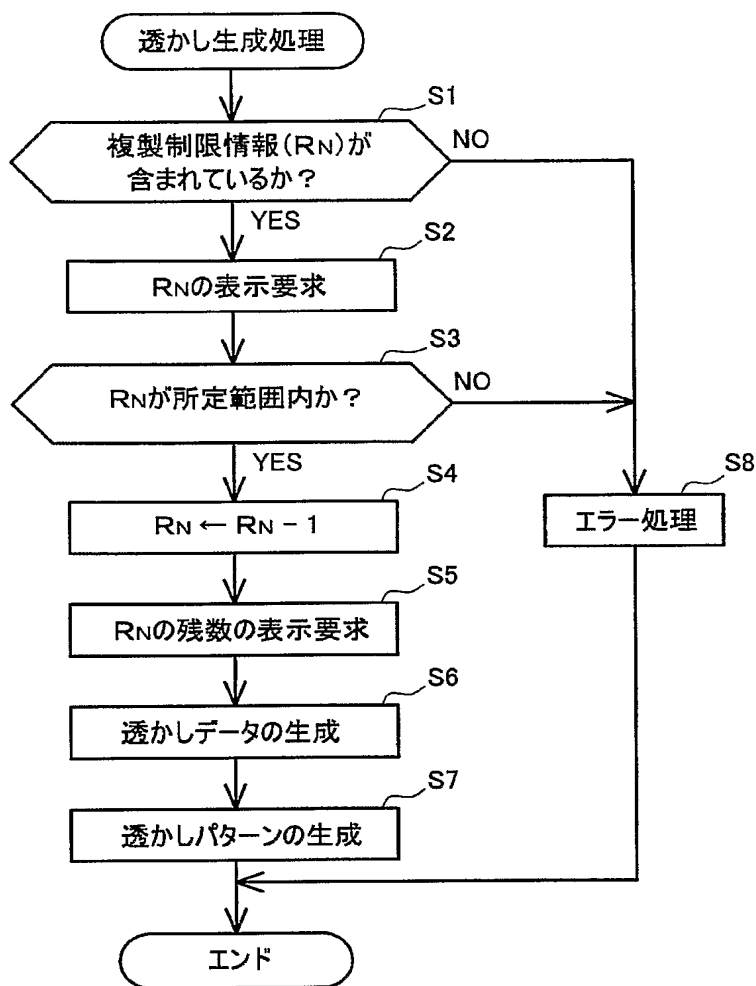 透かし生成処理
S1
複製制限情報(RN)が
含まれているか?
NO
YES
S2
RNの表示要求
S3
RNが所定範囲内か?
NO
YES
S4
RN ← RN - 1
S8
エラー処理
S5
RNの残数の表示要求
S6
透かしデータの生成
S7
透かしパターンの生成
エンド